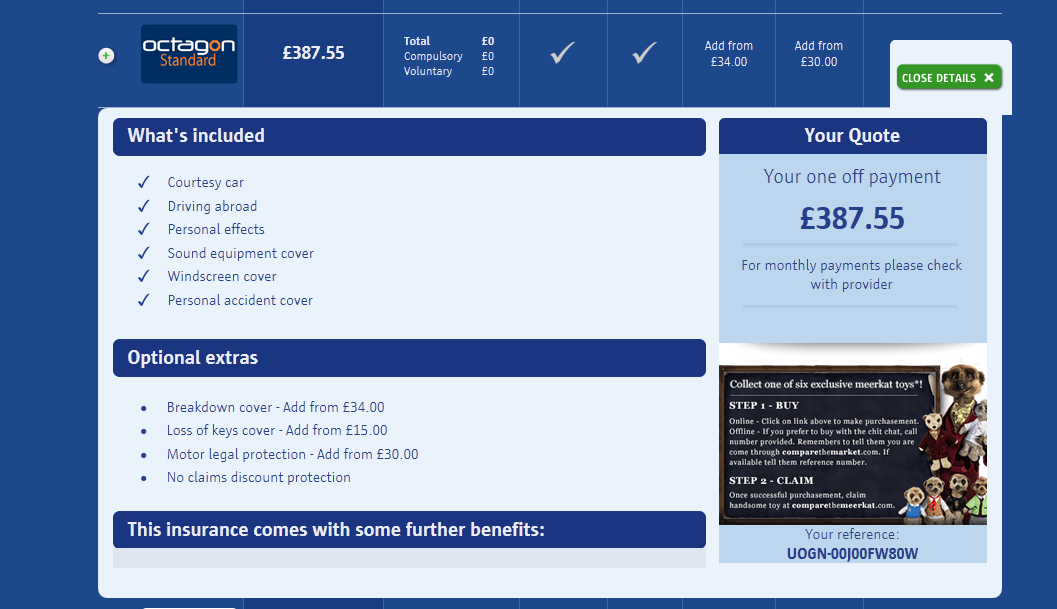 octagon
Standard
£387.55
Total £0
Compulsory £0
Voluntary £0
Add from
£34.00
Add from
£30.00
CLOSE DETAILS
What's included
Courtesy car
Driving abroad
Personal effects
Sound equipment cover
Windscreen cover
Personal accident cover
Optional extras
Breakdown cover - Add from £34.00
Loss of keys cover - Add from £15.00
Motor legal protection - Add from £30.00
No claims discount protection
This insurance comes with some further benefits:
Your Quote
Your one off payment
£387.55
For monthly payments please check
with provider
Collect one of six exclusive meerkat toys*!
STEP 1 - BUY
Online - Click on link above to make purchasement.
Offline - If you prefer to buy with the chit chat, call
number provided. Remembers to tell them you are
come through comparethemarket.com. If
available tell them reference number.
STEP 2 - CLAIM
Once successful purchasement, claim
handsome toy at comparethemeerkat.com.
Your reference:
UOGN-00J00FW80W